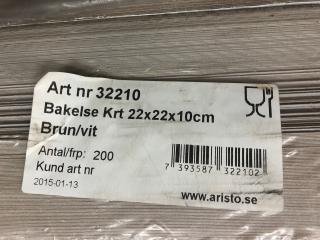 Art nr 32210
Bakelse Krt 22x22x10cm
Brun/vit
Antal/frp: 200
Kund art nr
2015-01-13
7 393587 322102
www.aristo.se